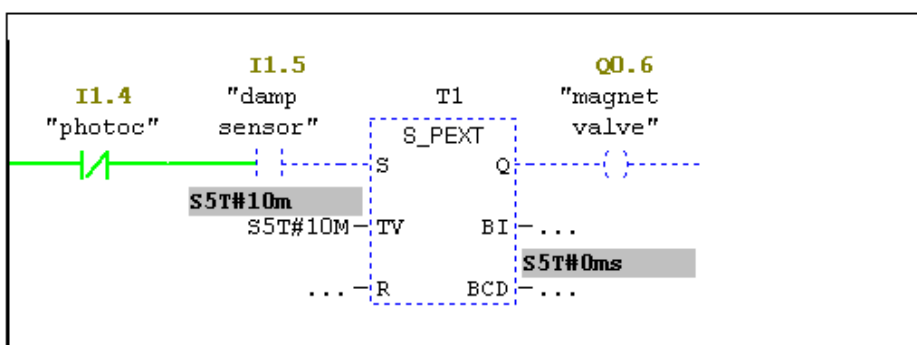 I1.5
Q0.6
I1.4
"damp
T1
"magnet
"photoc"
sensor"
S_PEXT
valve"
S
Q
S5T#10m
S5T#10M
TV
BI
...
S5T#0ms
...
R
BCD
...